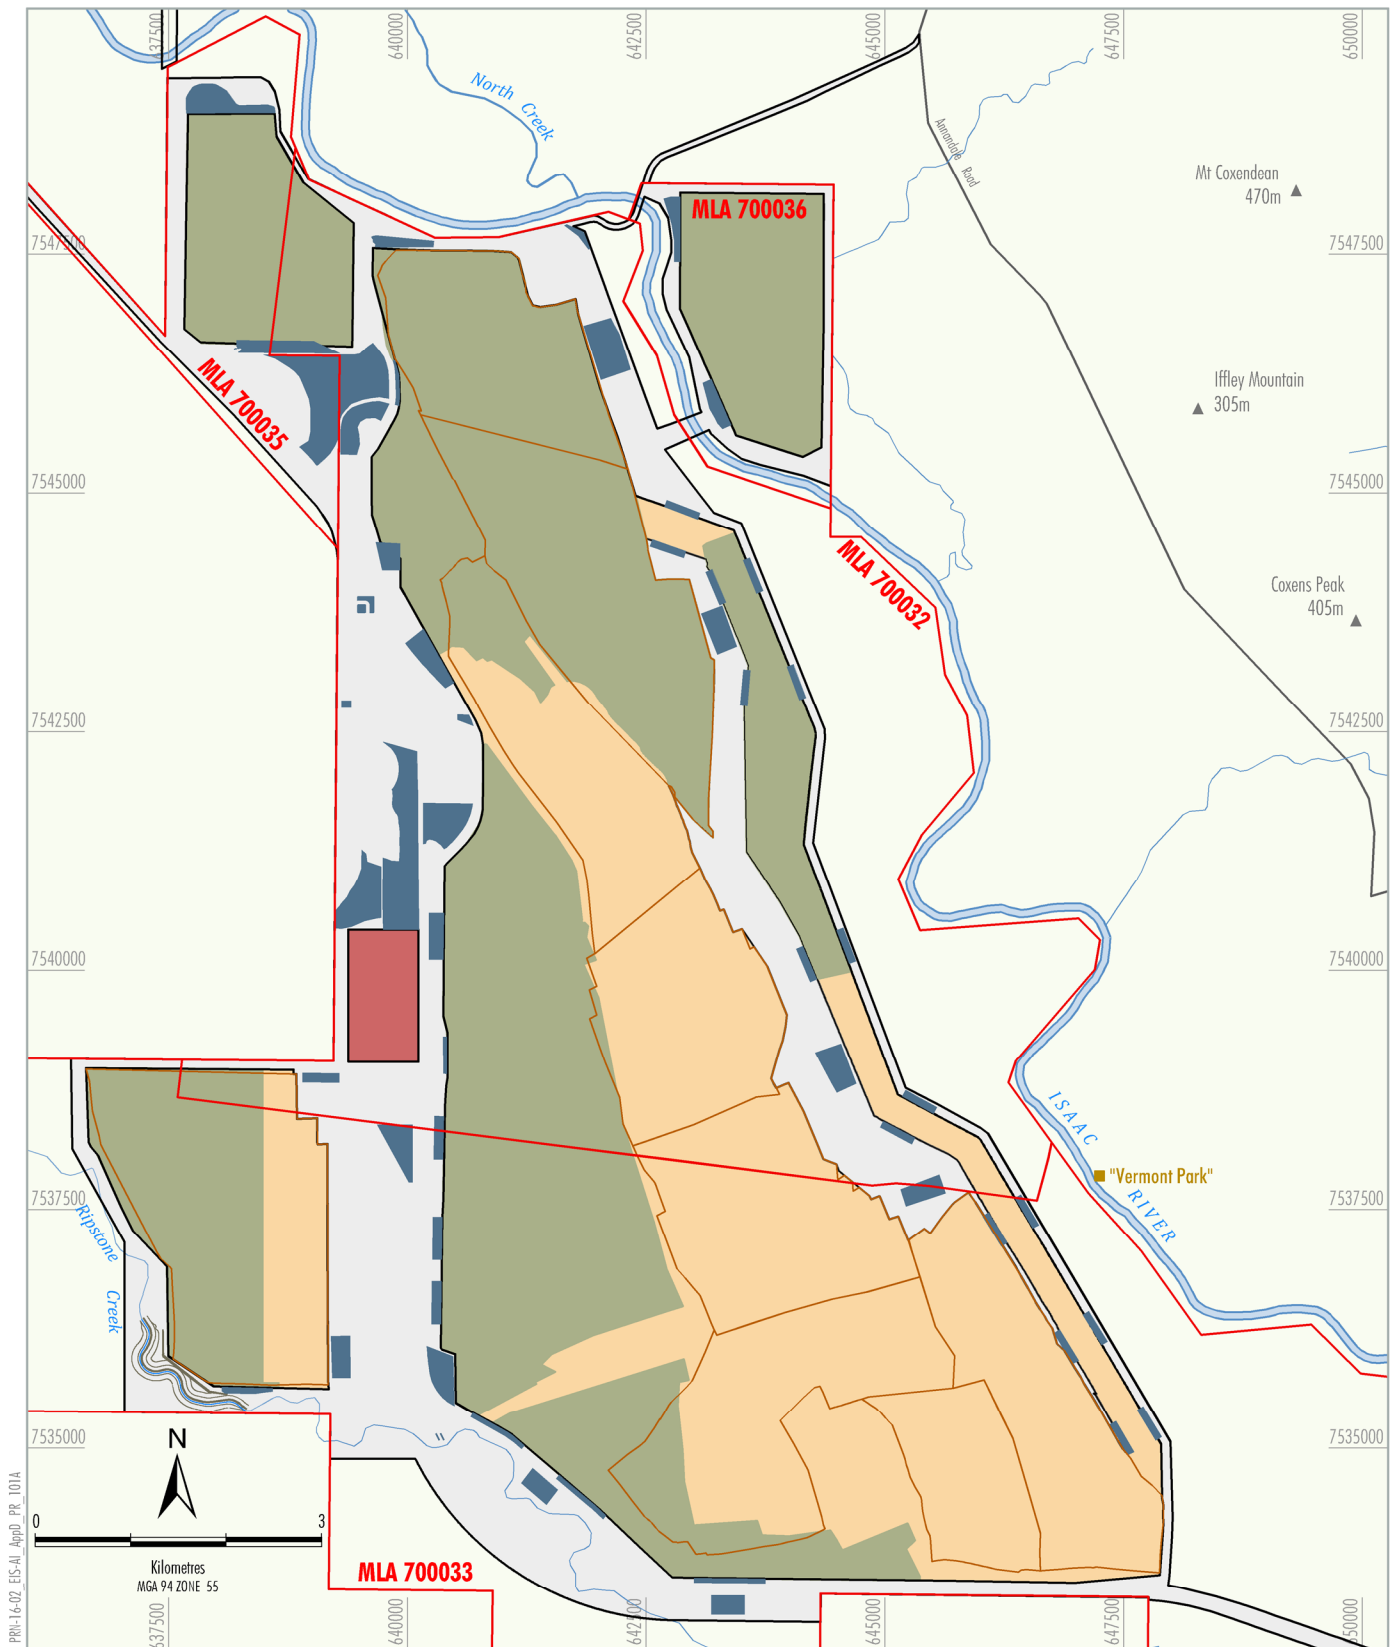 637500
640000
642500
645000
647500
650000
North Creek
Annandale Road
Mt Coxendean
470m
MLA 700036
7547500
7547500
Iffley Mountain
305m
MLA 700035
7545000
7545000
MLA 700032
Coxens Peak
405m
7542500
7542500
7540000
7540000
ISAAC
RIVER
"Vermont Park"
7537500
7537500
Ripstone
Creek
7535000
7535000
N
0
3
Kilometres
MGA 94 ZONE 55
MLA 700033
637500
640000
642500
645000
647500
650000
PRN-16-02_EIS-AI_AppD_PR_101A